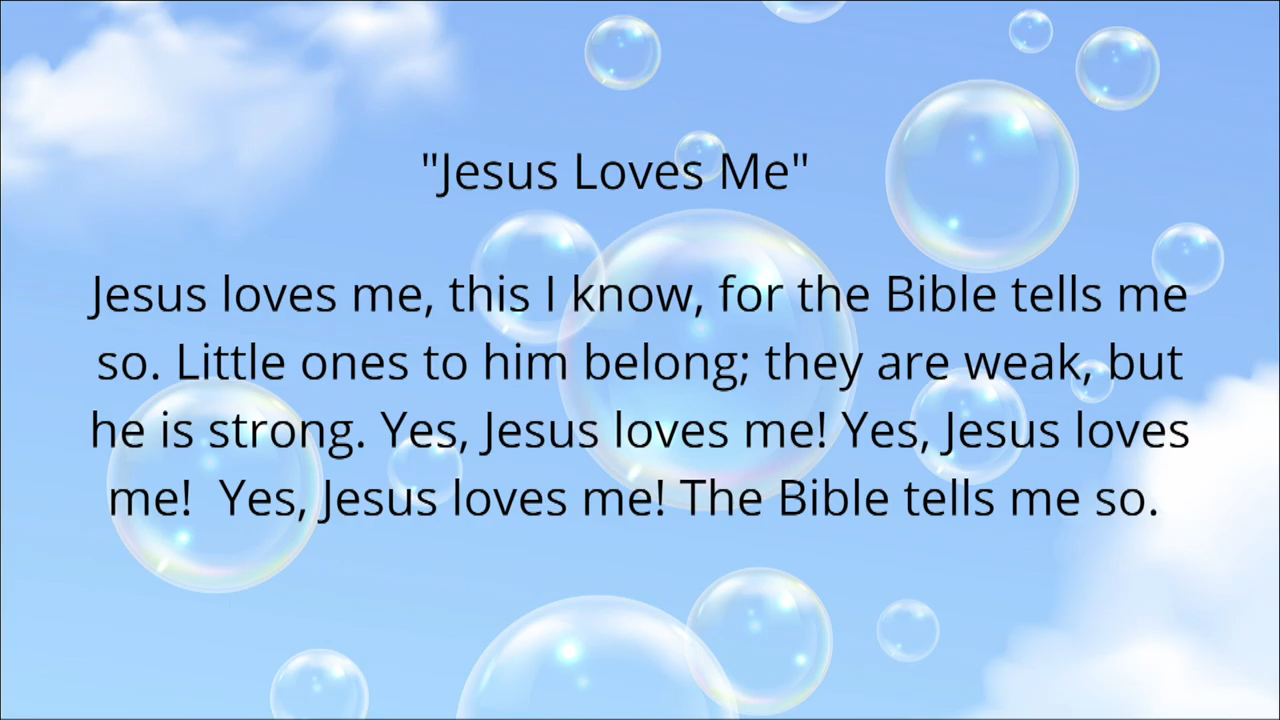 "Jesus Loves Me"
Jesus loves me, this I know, for the Bible tells me
so. Little ones to him belong; they are weak, but
he is strong. Yes, Jesus loves me! Yes, Jesus loves
me!  Yes, Jesus loves me! The Bible tells me so.